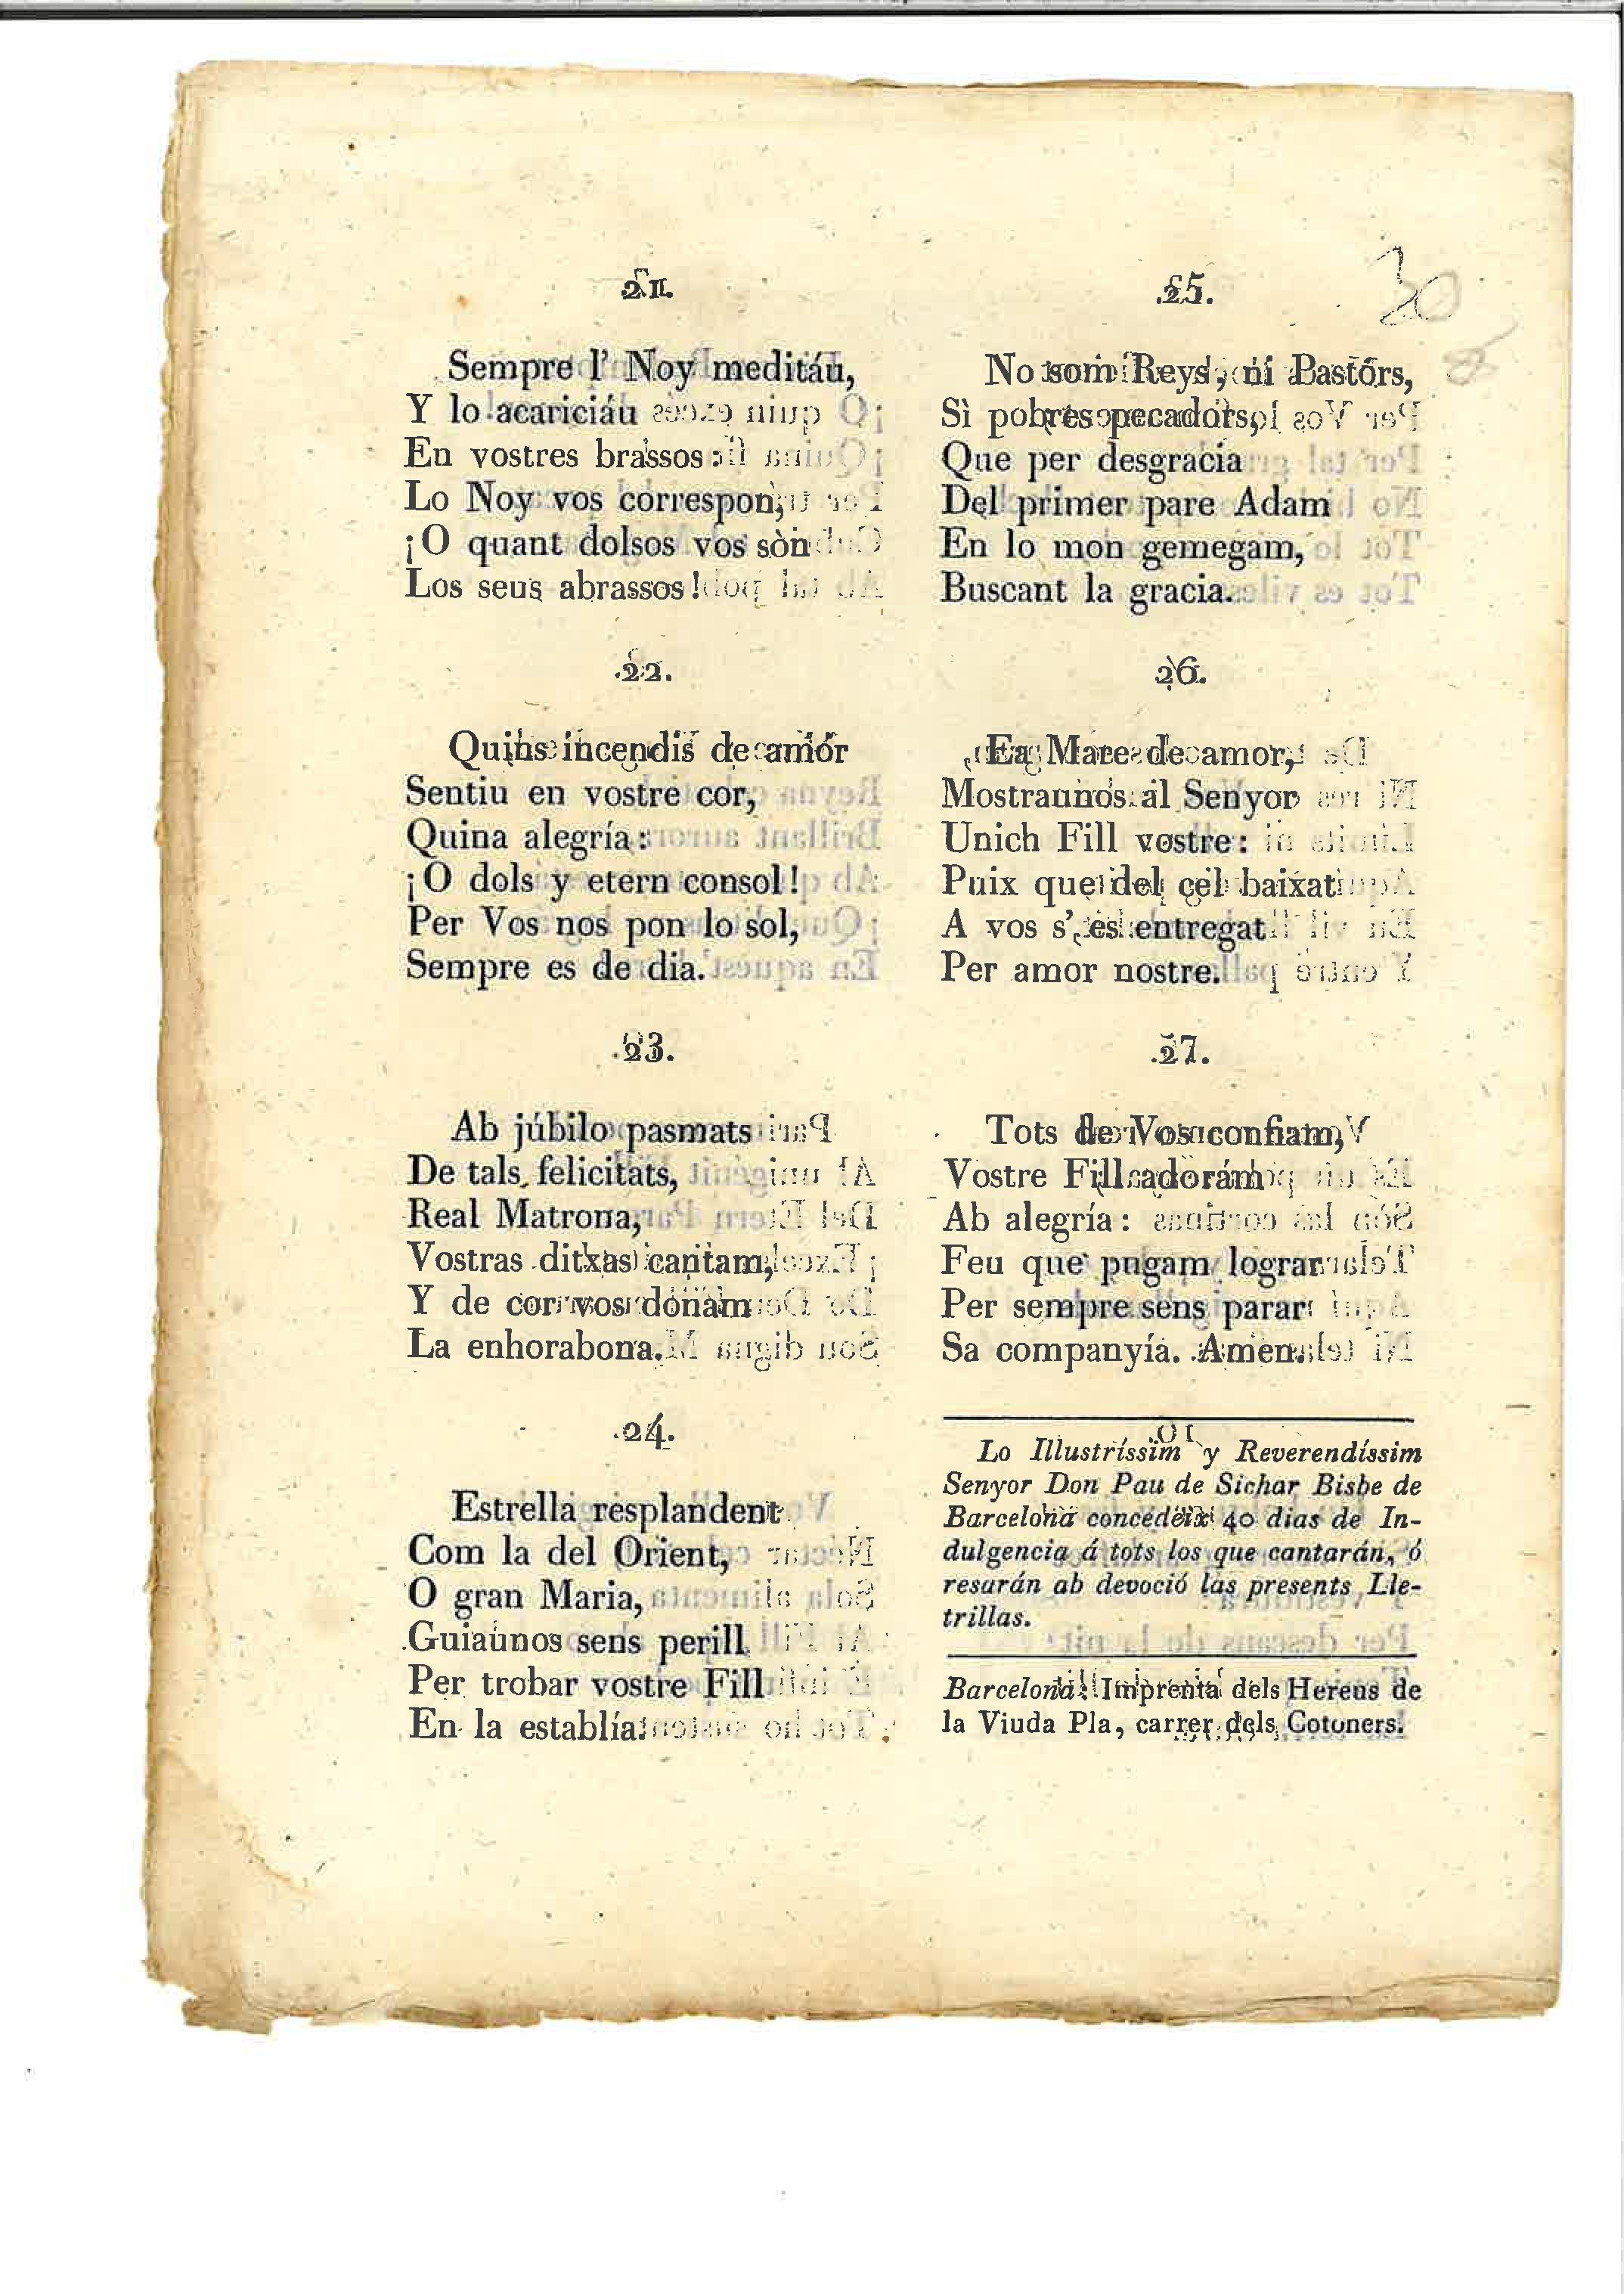 21.
Sempre l' Noy meditáu,
Y lo acariciáu
En vostres brassos:
Lo Noy vos correspon,
¡O quant dolsos vos sòn
Los seus abrassos!
22.
Quins incendis de amór
Sentiu en vostre cor,
Quina alegría:
¡O dols y etern consol!
Per Vos nos pon lo sol,
Sempre es de dia.
23.
Ab júbilo pasmats
De tals felicitats,
Real Matrona,
Vostras ditxas cantam,
Y de cor vos donam
La enhorabona.
24.
Estrella resplandent
Com la del Orient,
O gran Maria,
Guiaunos sens perill
Per trobar vostre Fill
En la establía.
25.
No som Reys, ni Pastors,
Sì pobres pecadors,
Que per desgracia
Del primer pare Adam
En lo mon gemegam,
Buscant la gracia.
26.
Ea Mare de amor,
Mostraunos al Senyor
Unich Fill vostre:
Puix que del cel baixat
A vos s' es entregat
Per amor nostre.
27.
Tots de Vos confiam,
Vostre Fill adorám
Ab alegría:
Feu que pugam lograr
Per sempre sens parar
Sa companyía. Amen.
Lo Illustríssim y Reverendíssim
Senyor Don Pau de Sichar Bisbe de
Barcelona concedeix 40 dias de In-
dulgencia á tots los que cantarán, ó
resarán ab devoció las presents Lle-
trillas.
Barcelona: Imprenta dels Hereus de
la Viuda Pla, carrer dels Cotoners.
30